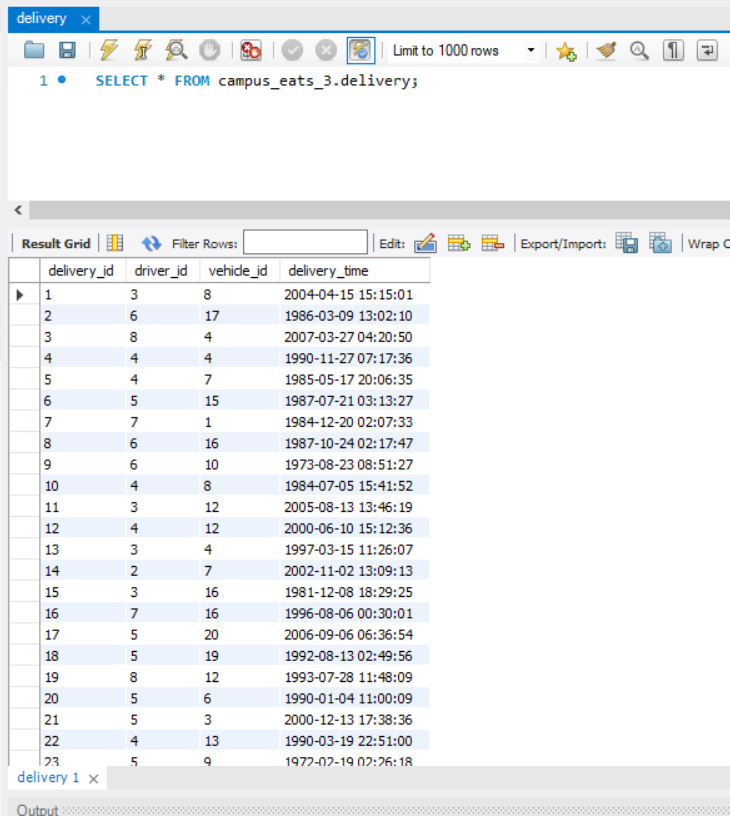 delivery
Limit to 1000 rows
1 SELECT * FROM campus_eats_3.delivery;
Result Grid Filter Rows: Edit: Export/Import: Wrap C
delivery_id driver_id vehicle_id delivery_time
1 3 8 2004-04-15 15:15:01
2 6 17 1986-03-09 13:02:10
3 8 4 2007-03-27 04:20:50
4 4 4 1990-11-27 07:17:36
5 4 7 1985-05-17 20:06:35
6 5 15 1987-07-21 03:13:27
7 7 1 1984-12-20 02:07:33
8 6 16 1987-10-24 02:17:47
9 6 10 1973-08-23 08:51:27
10 4 8 1984-07-05 15:41:52
11 3 12 2005-08-13 13:46:19
12 4 12 2000-06-10 15:12:36
13 3 4 1997-03-15 11:26:07
14 2 7 2002-11-02 13:09:13
15 3 16 1981-12-08 18:29:25
16 7 16 1996-08-06 00:30:01
17 5 20 2006-09-06 06:36:54
18 5 19 1992-08-13 02:49:56
19 8 12 1993-07-28 11:48:09
20 5 6 1990-01-04 11:00:09
21 5 3 2000-12-13 17:38:36
22 4 13 1990-03-19 22:51:00
23 5 9 1972-02-19 02:26:18
delivery 1
Output